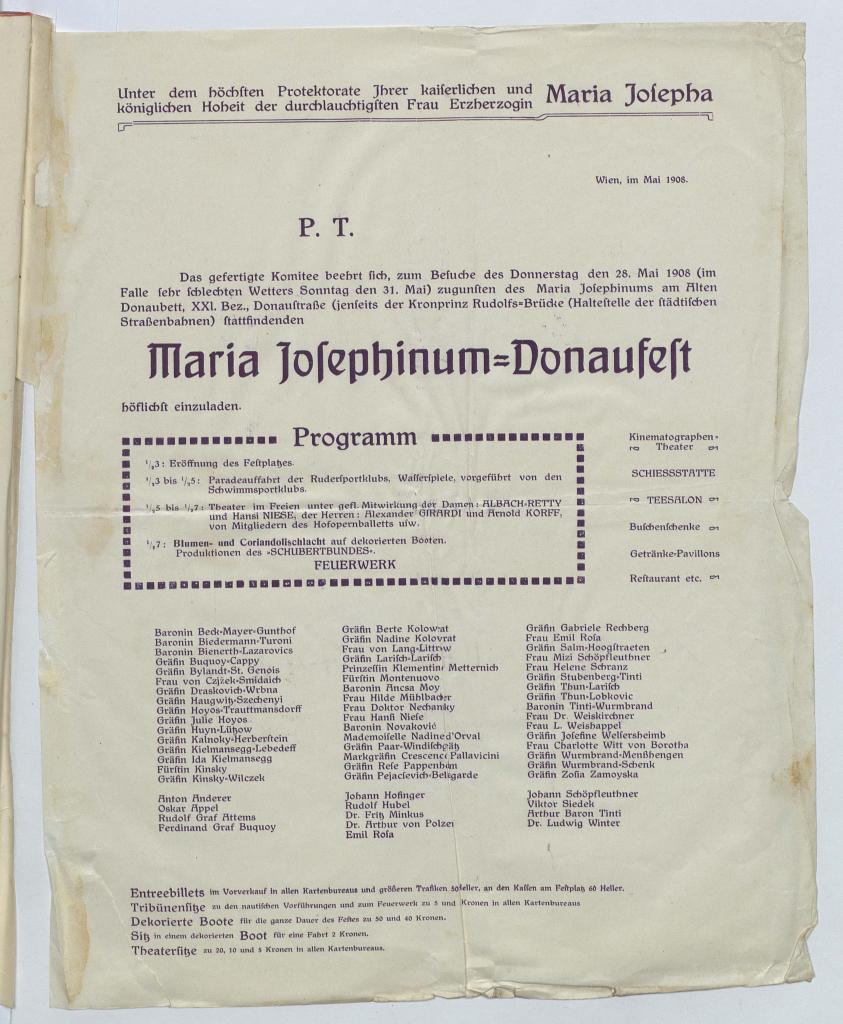 Unter dem höchsten Protektorate Ihrer kaiserlichen und
königlichen Hoheit der durchlauchtigsten Frau Erzherzogin
Maria Josepha
Wien, im Mai 1908.
P. T.
Das gefertigte Komitee beehrt sich, zum Besuche des Donnerstag den 28. Mai 1908 (im
Falle sehr schlechten Wetters Sonntag den 31. Mai) zugunsten des Maria Josephinums am Alten
Donaubett, XXI. Bez., Donaustraße (jenseits der Kronprinz Rudolfs=Brücke (Haltestelle der städtischen
Straßenbahnen) stattfindenden
Maria Josephinum=Donaufest
höflichst einzuladen.
Programm
1/23: Eröffnung des Festplatzes.
1/23 bis 1/25: Paradeauffahrt der Rudersportklubs, Wasserspiele, vorgeführt von den
Schwimmsportklubs.
1/25 bis 1/27: Theater im Freien unter gefl. Mitwirkung der Damen: ALBACH-RETTY
und Hansi NIESE, der Herren: Alexander GIRARDI und Arnold KORFF,
von Mitgliedern des Hofopernballetts usw.
1/27: Blumen- und Coriandolischlacht auf dekorierten Booten.
Produktionen des »SCHUBERTBUNDES«.
FEUERWERK
Kinematographen=
Theater
SCHIESSSTATTE
TEESALON
Buschenschenke
Getränke-Pavillons
Restaurant etc.
Baronin Beck-Mayer-Gunthof
Baronin Biedermann-Turoni
Baronin Bienerth-Lazarovics
Gräfin Buquoy-Cappy
Gräfin Bylandt-St. Genois
Frau von Czjžek-Smidaich
Gräfin Draskovich-Wrbna
Gräfin Haugwitz-Szechenyi
Gräfin Hoyos-Trauttmansdorff
Gräfin Julie Hoyos
Gräfin Huyn-Lützow
Gräfin Kalnoky-Herberstein
Gräfin Kielmansegg-Lebedeff
Gräfin Ida Kielmansegg
Fürstin Kinsky
Gräfin Kinsky-Wilczek
Anton Anderer
Oskar Appel
Rudolf Graf Attems
Ferdinand Graf Buquoy
Gräfin Berte Kolowrat
Gräfin Nadine Kolovrat
Frau von Lang-Littrow
Gräfin Larisch-Larisch
Prinzessin Klementine Metternich
Fürstin Montenuovo
Baronin Ancsa Moy
Frau Hilde Mühlbacher
Frau Doktor Nechansky
Frau Hansi Niese
Baronin Novaković
Mademoiselle Nadine d'Orval
Gräfin Paar-Windischgrätz
Markgräfin Crescence Pallavicini
Gräfin Rese Pappenheim
Gräfin Pejacsevich-Bellegarde
Johann Hofinger
Rudolf Hubel
Dr. Fritz Minkus
Dr. Arthur von Polzer
Emil Rosa
Gräfin Gabriele Rechberg
Frau Emil Rosa
Gräfin Salm-Hoogstraeten
Frau Mizi Schöpfleuthner
Frau Helene Schranz
Gräfin Stubenberg-Tinti
Gräfin Thun-Larisch
Gräfin Thun-Lobkovic
Baronin Tinti-Wurmbrand
Frau Dr. Weiskirchner
Frau L. Weishappel
Gräfin Josefine Welsersheimb
Frau Charlotte Witt von Borotha
Gräfin Wurmbrand-Menßhengen
Gräfin Wurmbrand-Schenk
Gräfin Zofia Zamoyska
Johann Schöpfleuthner
Viktor Siedek
Arthur Baron Tinti
Dr. Ludwig Winter
Entreebillets im Vorverkauf in allen Kartenbureaus und größeren Trafiken 50 Heller, an den Kassen am Festplatz 60 Heller.
Tribünensitze zu den nautischen Vorführungen und zum Feuerwerk zu 5 und Kronen in allen Kartenbureaus
Dekorierte Boote für die ganze Dauer des Festes zu 50 und 40 Kronen.
Sitz in einem dekorierten Boot für eine Fahrt 2 Kronen.
Theatersitze zu 20, 10 und 5 Kronen in allen Kartenbureaus.